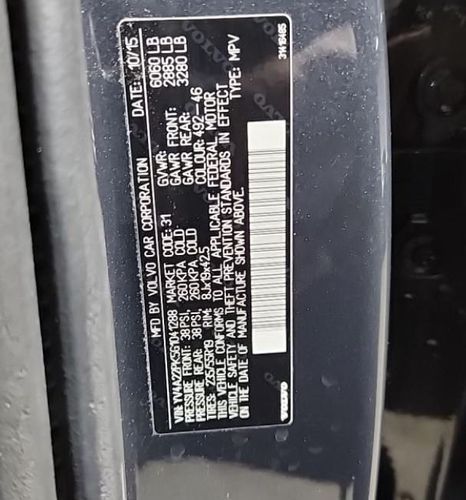 MFD BY VOLVO CAR CORPORATION DATE: 10/15
VIN: YV4A22PK5G1041288 MARKET CODE: 31 GVWR: 6060 LB
PRESSURE FRONT: 38 PSI, 260 KPA COLD GAWR FRONT: 2885 LB
PRESSURE REAR: 38 PSI, 260 KPA COLD GAWR REAR: 3280 LB
TIRES: 235/55R19 RIM: 8Jx19x42.5 COLOUR: 492--46
THIS VEHICLE CONFORMS TO ALL APPLICABLE FEDERAL MOTOR
VEHICLE SAFETY AND THEFT PREVENTION STANDARDS IN EFFECT
ON THE DATE OF MANUFACTURE SHOWN ABOVE. TYPE: MPV
VOLVO 31416485